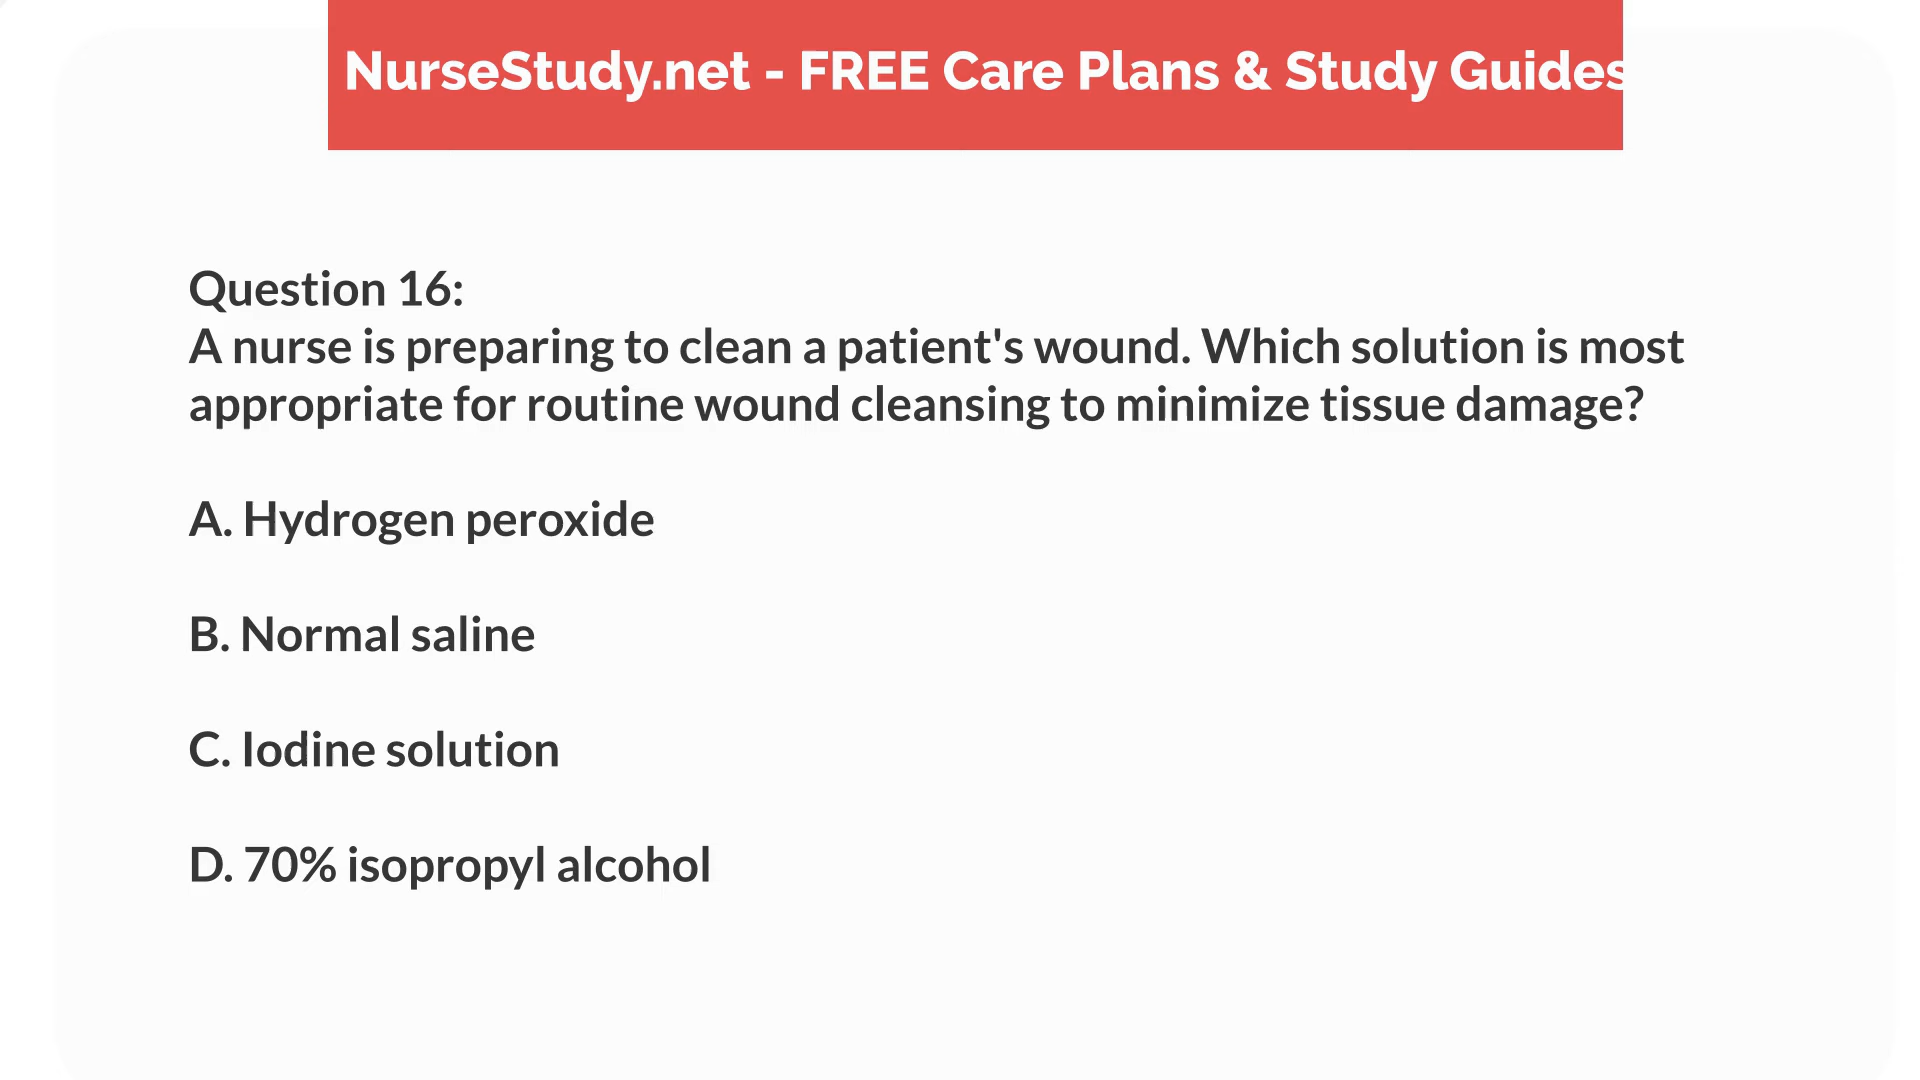 NurseStudy.net - FREE Care Plans & Study Guides
Question 16:
A nurse is preparing to clean a patient's wound. Which solution is most
appropriate for routine wound cleansing to minimize tissue damage?
A. Hydrogen peroxide
B. Normal saline
C. Iodine solution
D. 70% isopropyl alcohol